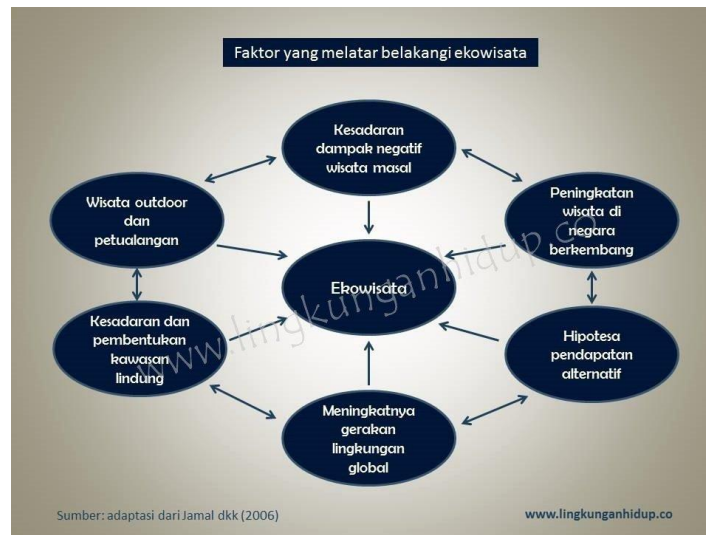 Faktor yang melatar belakangi ekowisata
Kesadaran
dampak negatif
wisata masal
Wisata outdoor
dan
petualangan
Peningkatan
wisata di
negara
berkembang
Ekowisata
Kesadaran dan
pembentukan
kawasan
lindung
Hipotesa
pendapatan
alternatif
Meningkatnya
gerakan
lingkungan
global
www.lingkunganhidup.co
Sumber: adaptasi dari Jamal dkk (2006)
www.lingkunganhidup.co